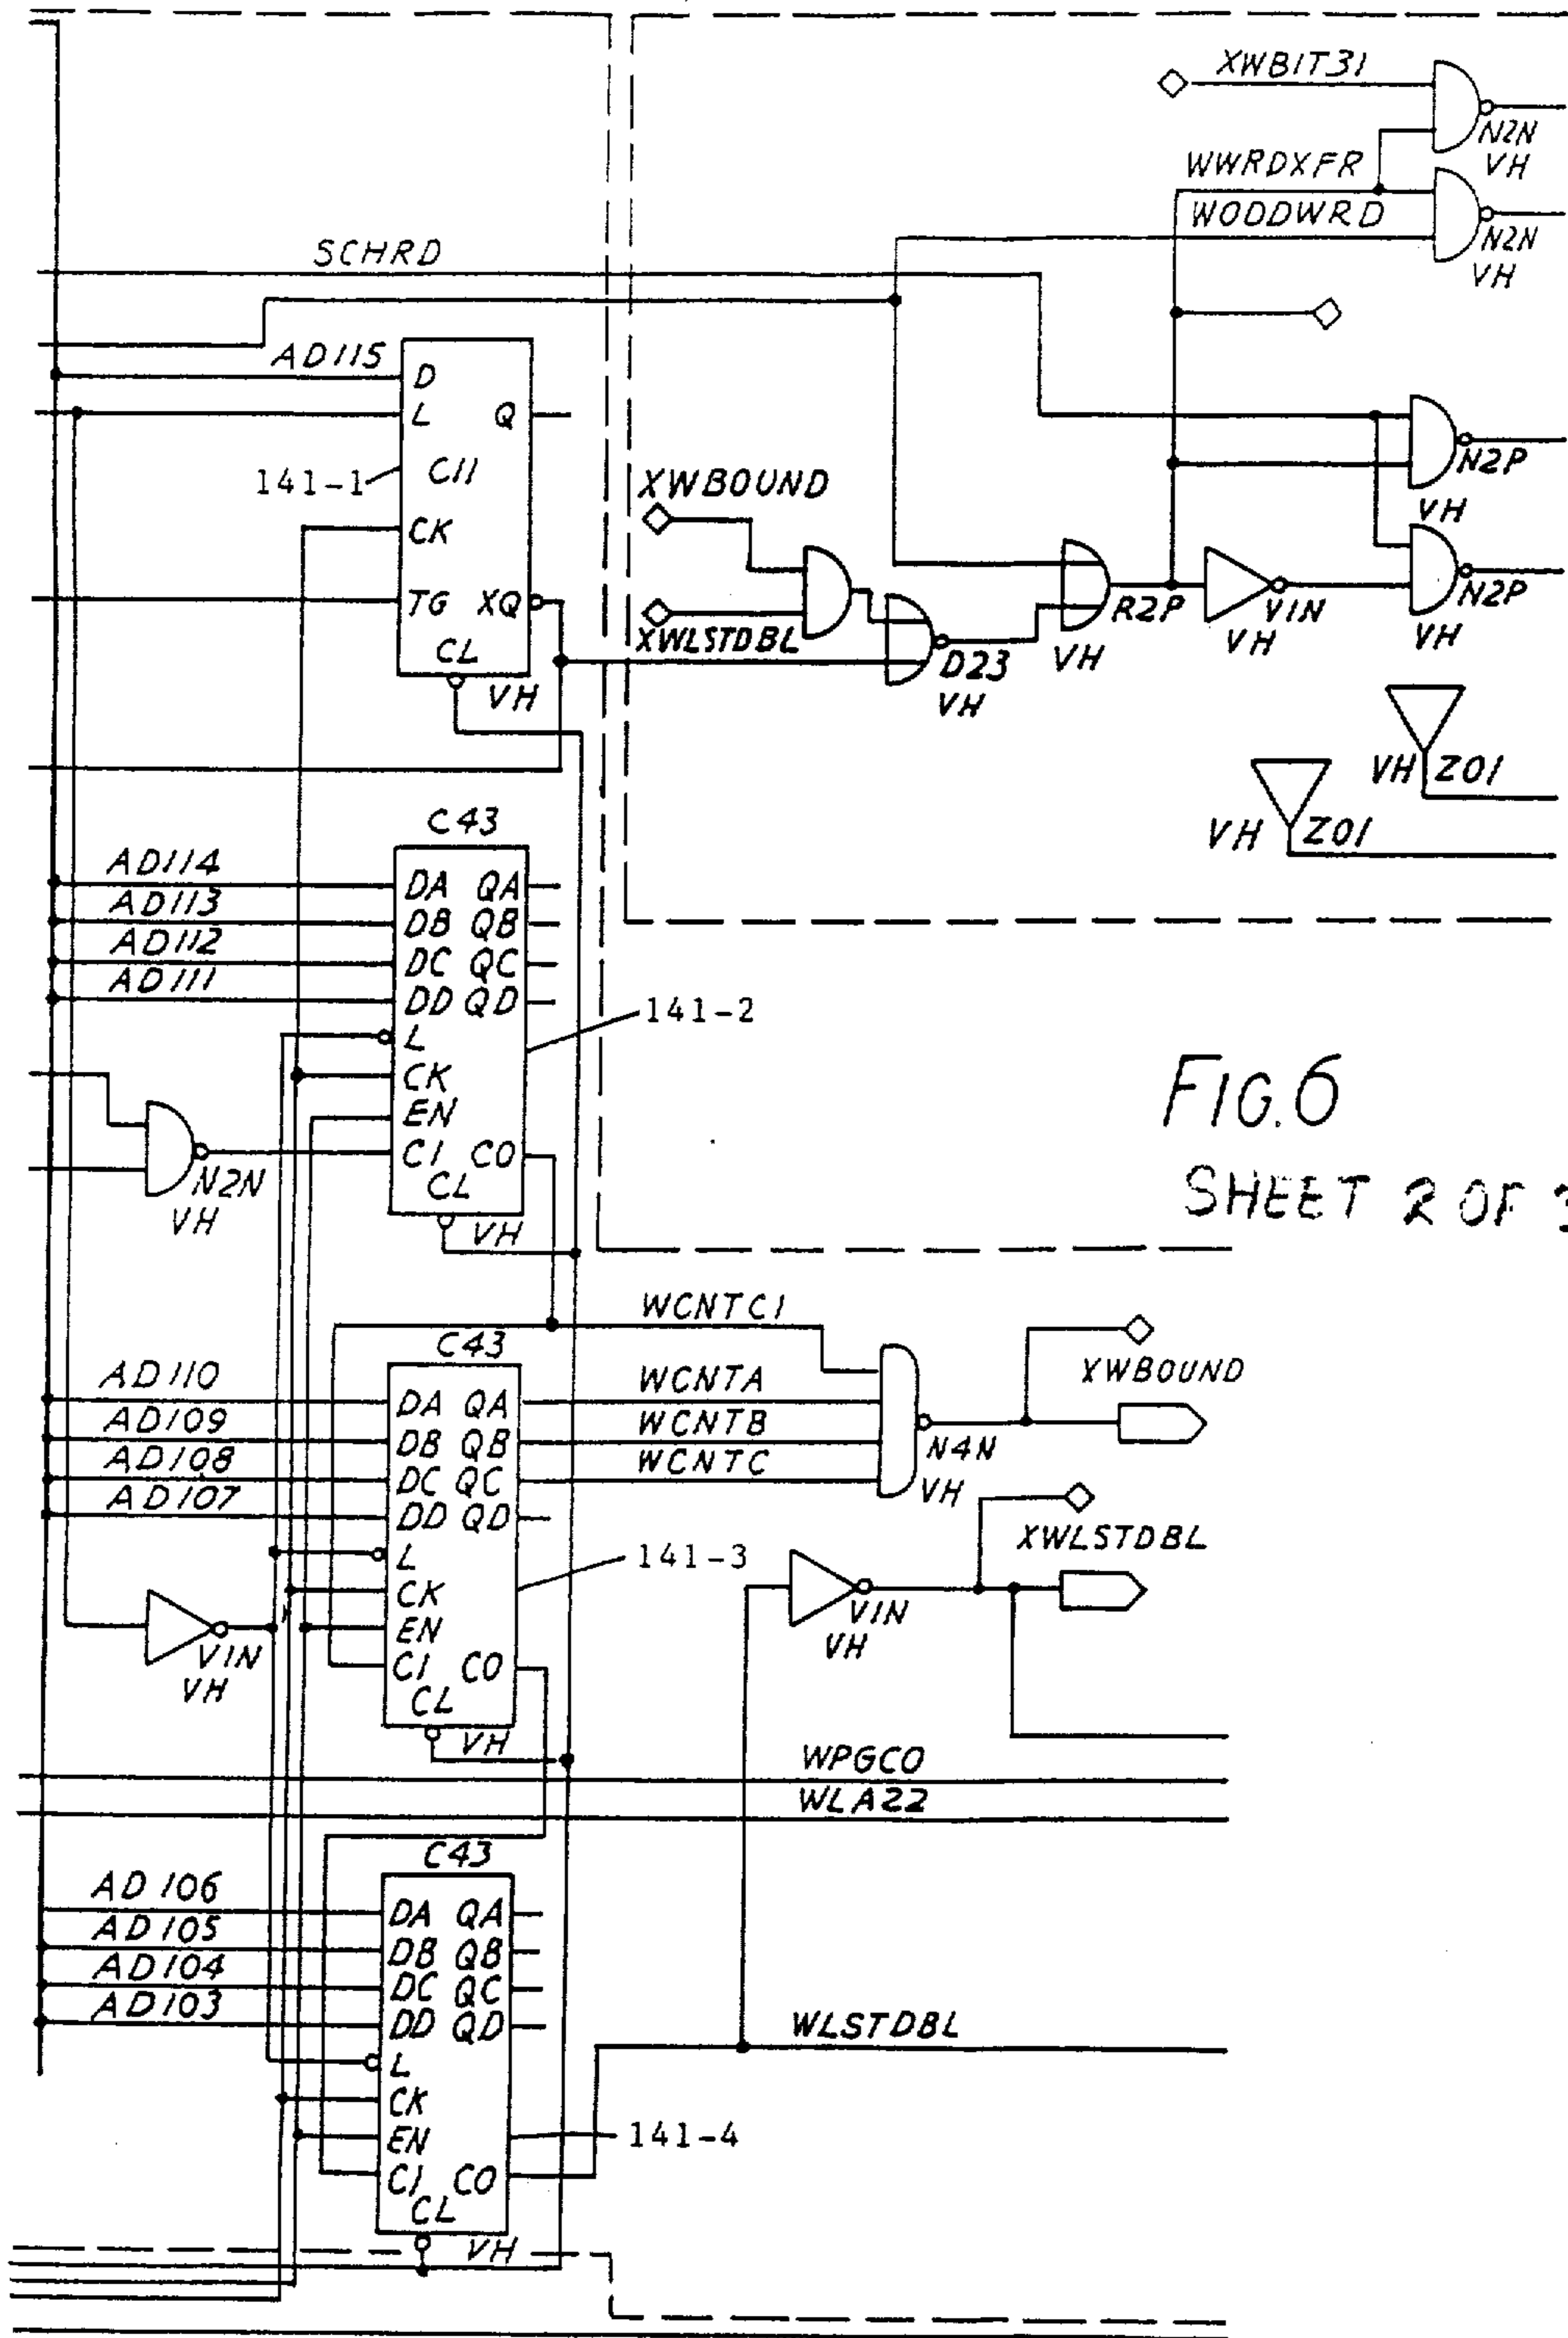 XWBIT31
N2N
VH
WWRDXFR
WODDWRD
N2N
VH
SCHRD
AD115
D
L
Q
C11
141-1
CK
TG
XQ
CL
VH
XWBOUND
XWLSTDBL
D23
VH
R2P
VH
VIN
VH
N2P
VH
N2P
VH
VH Z01
VH Z01
C43
AD114
DA QA
AD113
DB QB
AD112
DC QC
AD111
DD QD
L
141-2
CK
EN
CI CO
CL
VH
N2N
VH
FIG.6
SHEET 2 OF 3
WCNTC1
C43
AD110
DA QA
WCNTA
AD109
DB QB
WCNTB
AD108
DC QC
WCNTC
AD107
DD QD
N4N
VH
XWBOUND
L
141-3
CK
EN
CI CO
CL
VH
VIN
VH
XWLSTDBL
VIN
VH
WPGCO
WLA22
C43
AD106
DA QA
AD105
DB QB
AD104
DC QC
AD103
DD QD
L
CK
EN
141-4
CI CO
CL
VH
WLSTDBL